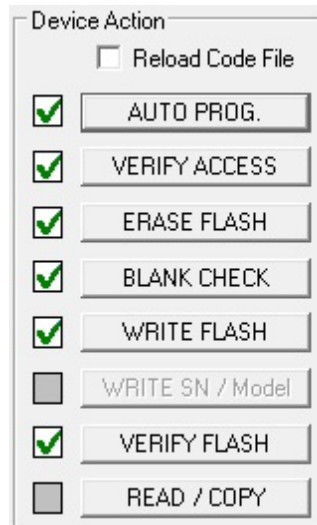 Device Action
Reload Code File
AUTO PROG.
VERIFY ACCESS
ERASE FLASH
BLANK CHECK
WRITE FLASH
WRITE SN / Model
VERIFY FLASH
READ / COPY